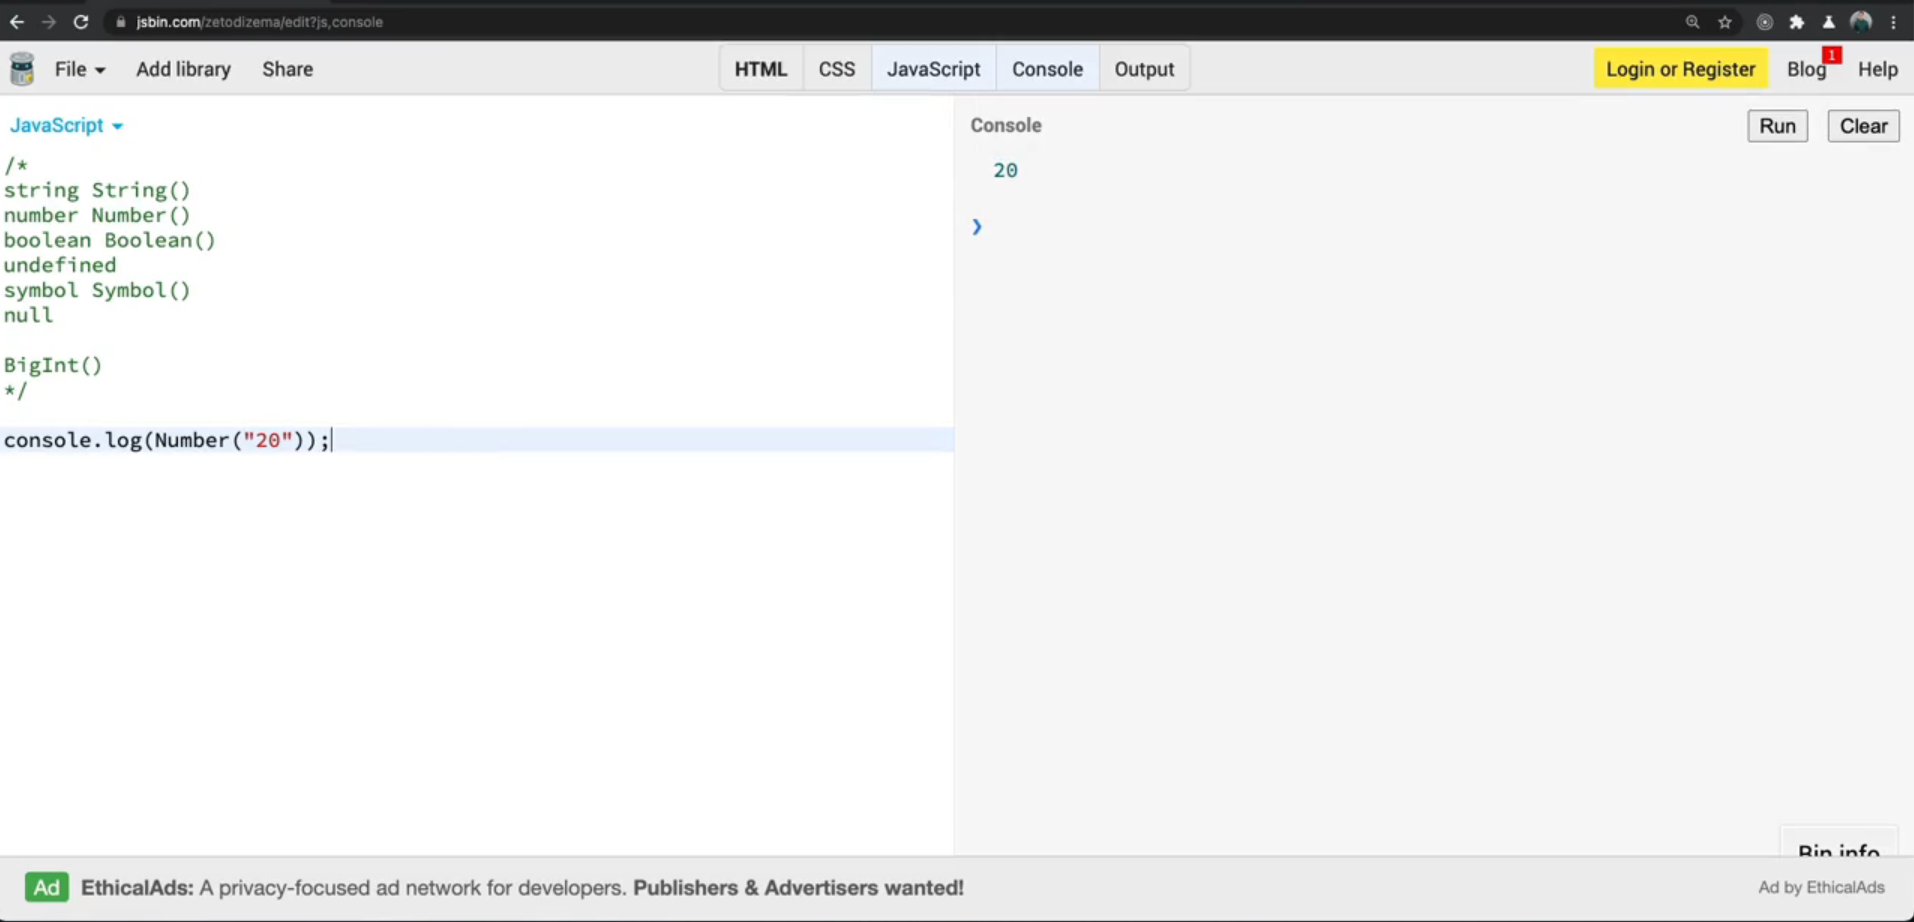 jsbin.com/zetodizema/edit?js,console
File Add library Share HTML CSS JavaScript Console Output Login or Register Blog 1 Help
JavaScript
/*
string String()
number Number()
boolean Boolean()
undefined
symbol Symbol()
null
BigInt()
*/
console.log(Number("20"));
Console Run Clear
20
Bin info
Ad EthicalAds: A privacy-focused ad network for developers. Publishers & Advertisers wanted! Ad by EthicalAds